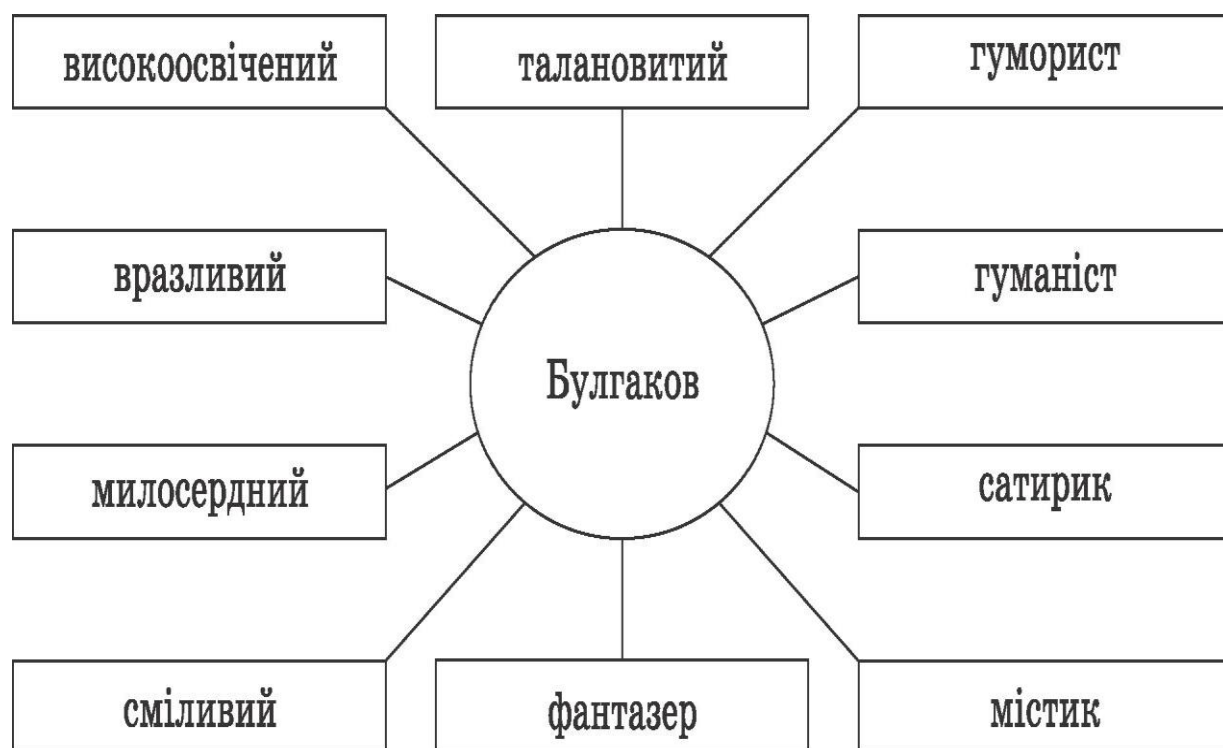 високоосвічений
талановитий
гуморист
вразливий
гуманіст
Булгаков
милосердний
сатирик
сміливий
фантазер
містик